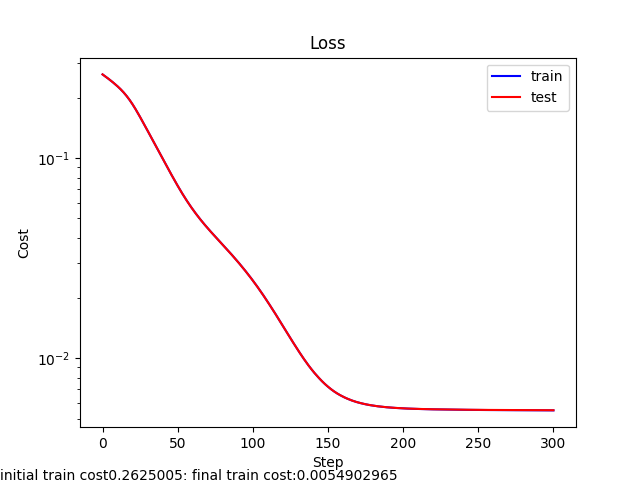 Loss
train
test
10⁻¹
10⁻²
Cost
0 50 100 150 200 250 300
Step
initial train cost0.2625005; final train cost:0.0054902965